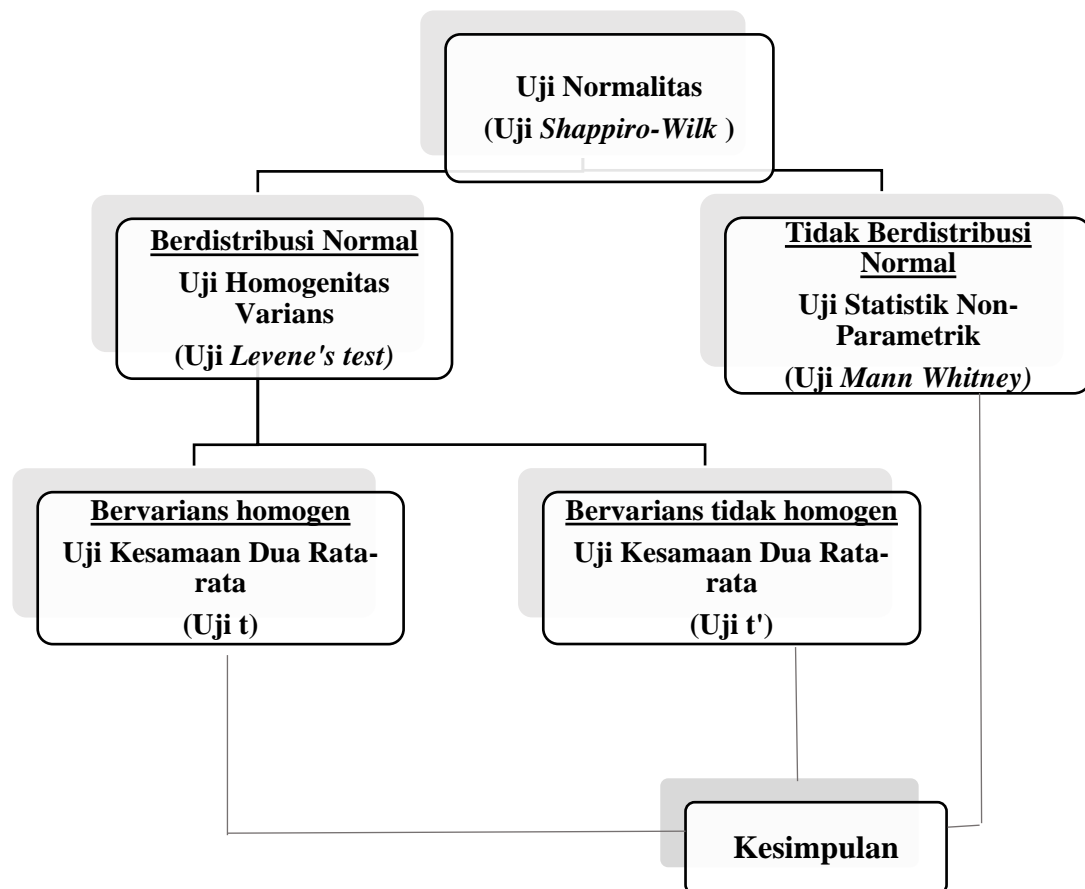 Uji Normalitas
(Uji Shappiro-Wilk )
Berdistribusi Normal
Uji Homogenitas
Varians
(Uji Levene's test)
Tidak Berdistribusi
Normal
Uji Statistik Non-
Parametrik
(Uji Mann Whitney)
Bervarians homogen
Uji Kesamaan Dua Rata-
rata
(Uji t)
Bervarians tidak homogen
Uji Kesamaan Dua Rata-
rata
(Uji t')
Kesimpulan